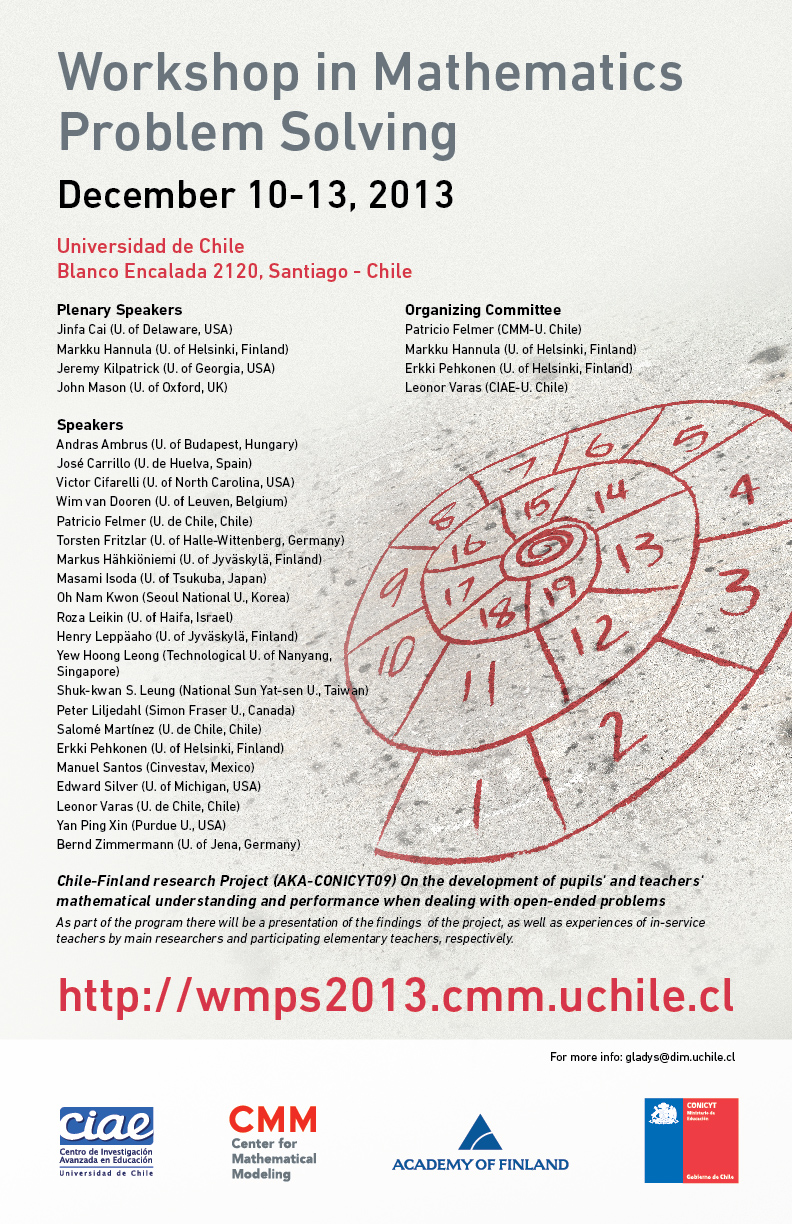 Workshop in Mathematics
Problem Solving
December 10-13, 2013
Universidad de Chile
Blanco Encalada 2120, Santiago - Chile
Plenary Speakers
Jinfa Cai (U. of Delaware, USA)
Markku Hannula (U. of Helsinki, Finland)
Jeremy Kilpatrick (U. of Georgia, USA)
John Mason (U. of Oxford, UK)
Organizing Committee
Patricio Felmer (CMM-U. Chile)
Markku Hannula (U. of Helsinki, Finland)
Erkki Pehkonen (U. of Helsinki, Finland)
Leonor Varas (CIAE-U. Chile)
Speakers
Andras Ambrus (U. of Budapest, Hungary)
José Carrillo (U. de Huelva, Spain)
Victor Cifarelli (U. of North Carolina, USA)
Wim van Dooren (U. of Leuven, Belgium)
Patricio Felmer (U. de Chile, Chile)
Torsten Fritzlar (U. of Halle-Wittenberg, Germany)
Markus Hähkiöniemi (U. of Jyväskylä, Finland)
Masami Isoda (U. of Tsukuba, Japan)
Oh Nam Kwon (Seoul National U., Korea)
Roza Leikin (U. of Haifa, Israel)
Henry Leppäaho (U. of Jyväskylä, Finland)
Yew Hoong Leong (Technological U. of Nanyang,
Singapore)
Shuk-kwan S. Leung (National Sun Yat-sen U., Taiwan)
Peter Liljedahl (Simon Fraser U., Canada)
Salomé Martínez (U. de Chile, Chile)
Erkki Pehkonen (U. of Helsinki, Finland)
Manuel Santos (Cinvestav, Mexico)
Edward Silver (U. of Michigan, USA)
Leonor Varas (U. de Chile, Chile)
Yan Ping Xin (Purdue U., USA)
Bernd Zimmermann (U. of Jena, Germany)
1
2
3
4
5
6
7
8
9
10
11
12
13
14
15
16
17
18
19
Chile-Finland research Project (AKA-CONICYT09) On the development of pupils' and teachers'
mathematical understanding and performance when dealing with open-ended problems
As part of the program there will be a presentation of the findings of the project, as well as experiences of in-service
teachers by main researchers and participating elementary teachers, respectively.
http://wmps2013.cmm.uchile.cl
For more info: gladys@dim.uchile.cl
ciae
Centro de Investigación
Avanzada en Educación
Universidad de Chile
CMM
Center for
Mathematical
Modeling
ACADEMY OF FINLAND
CONICYT
Ministerio de
Educación
Gobierno de Chile